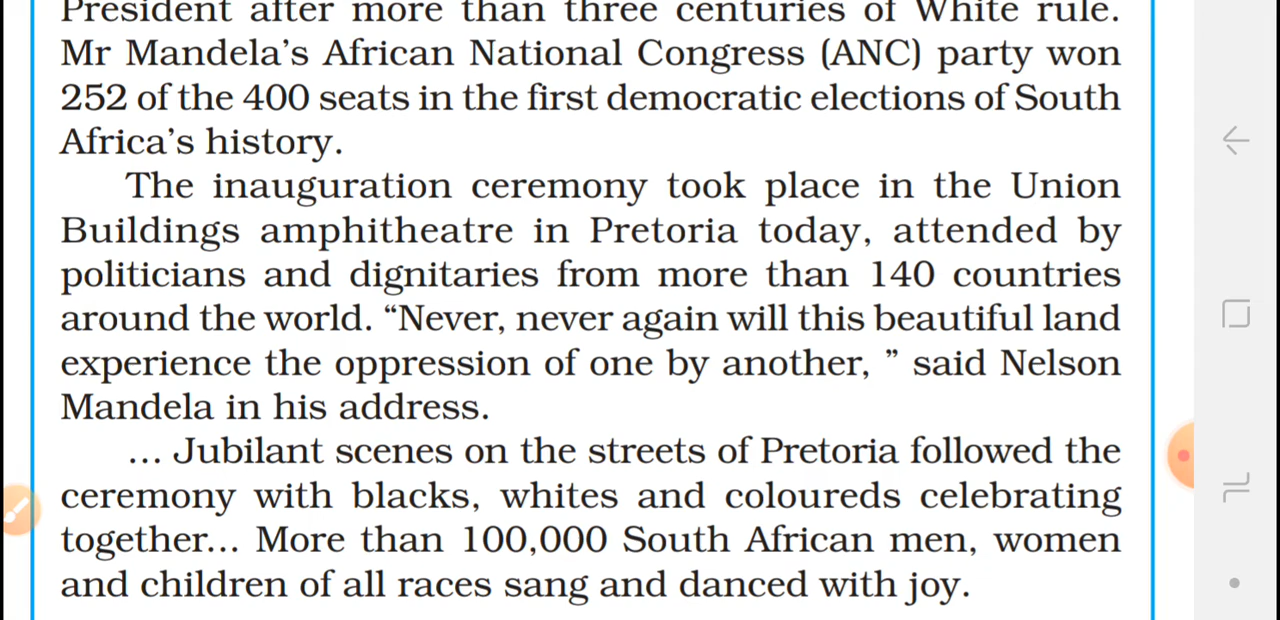 President after more than three centuries of White rule.
Mr Mandela’s African National Congress (ANC) party won
252 of the 400 seats in the first democratic elections of South
Africa’s history.
The inauguration ceremony took place in the Union
Buildings amphitheatre in Pretoria today, attended by
politicians and dignitaries from more than 140 countries
around the world. “Never, never again will this beautiful land
experience the oppression of one by another, ” said Nelson
Mandela in his address.
... Jubilant scenes on the streets of Pretoria followed the
ceremony with blacks, whites and coloureds celebrating
together... More than 100,000 South African men, women
and children of all races sang and danced with joy.